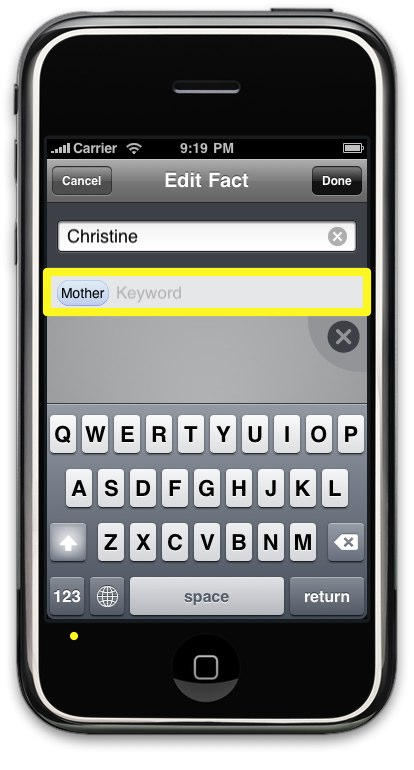 Carrier 9:19 PM
Cancel Edit Fact Done
Christine
Mother Keyword
Q W E R T Y U I O P
A S D F G H J K L
Z X C V B N M
123 space return